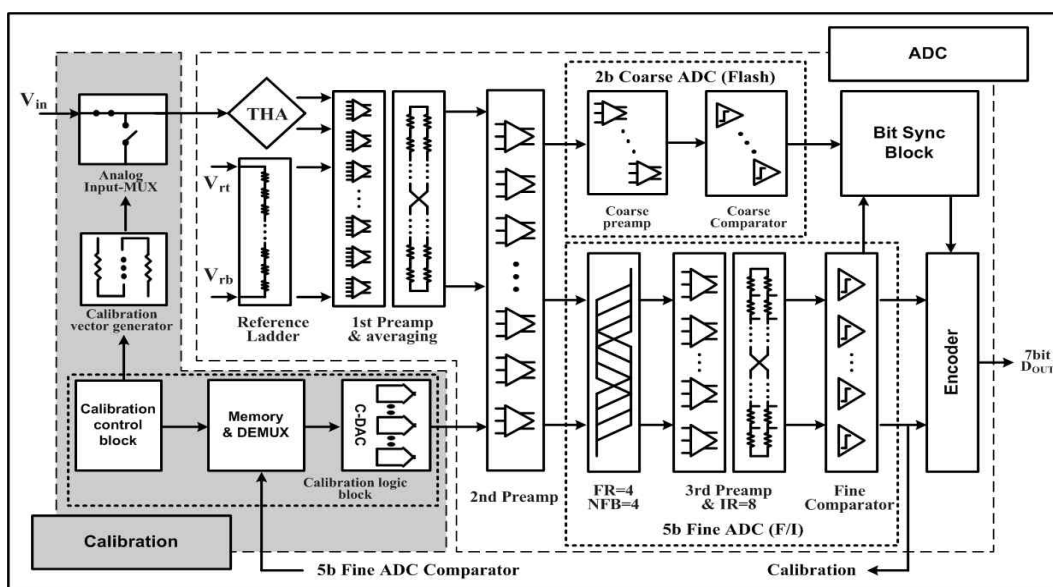 ADC
2b Coarse ADC (Flash)
V_in
THA
Analog
Input-MUX
V_rt
V_rb
Reference
Ladder
1st Preamp
& averaging
Coarse
preamp
Coarse
Comparator
Bit Sync
Block
Calibration
vector generator
Calibration
control
block
Memory
& DEMUX
C-DAC
Calibration logic
block
2nd Preamp
FR=4
NFB=4
3rd Preamp
& IR=8
Fine
Comparator
5b Fine ADC (F/I)
Encoder
7bit
D_OUT
Calibration
5b Fine ADC Comparator
Calibration